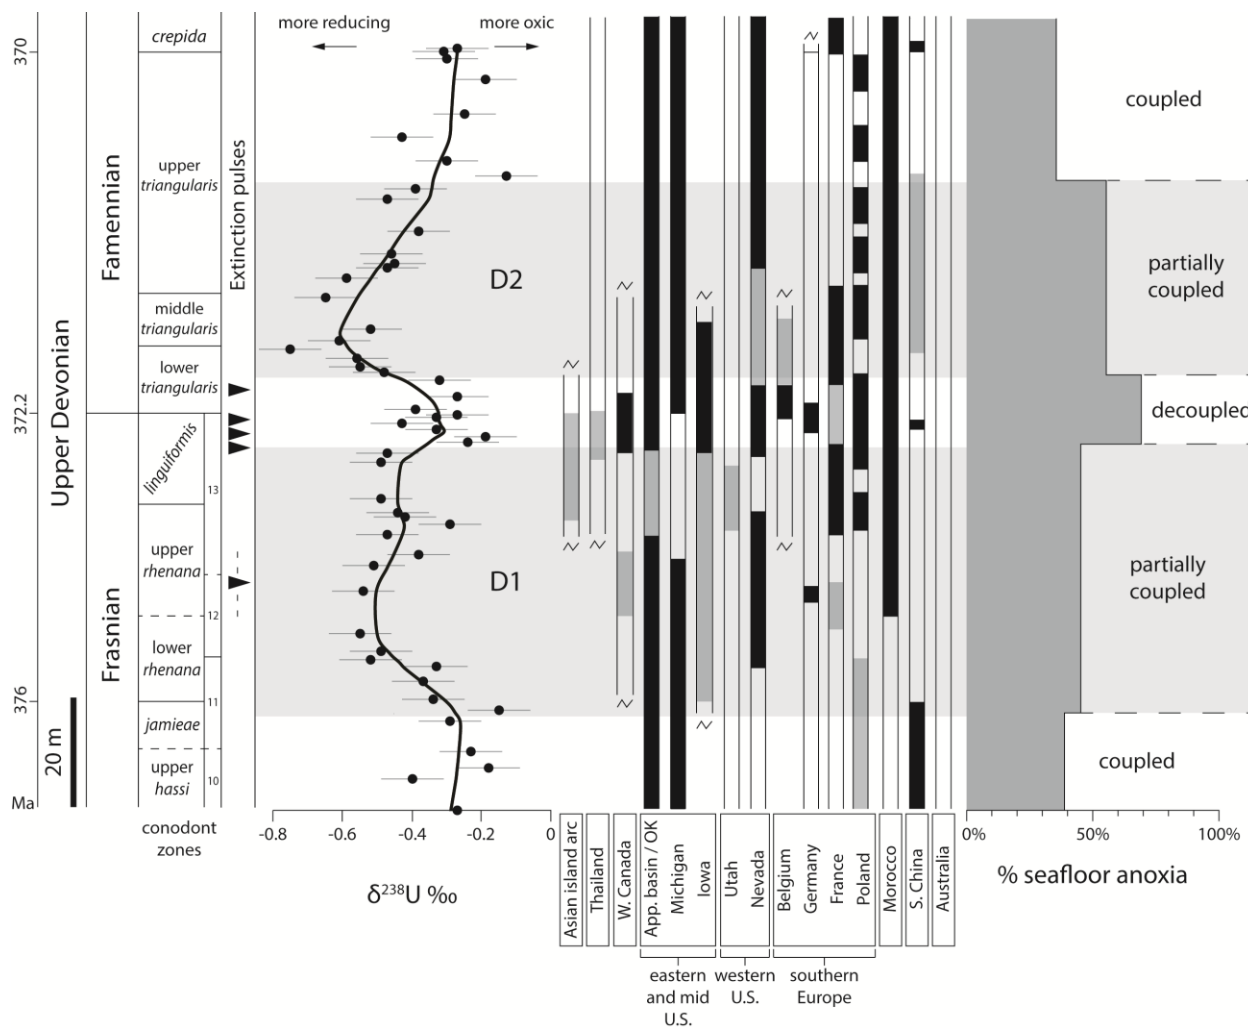 more reducing
more oxic
crepida
370
upper
triangularis
Famennian
Extinction pulses
D2
middle
triangularis
lower
triangularis
372.2
Upper Devonian
linguiformis
13
upper
rhenana
12
D1
Frasnian
lower
rhenana
376
11
jamieae
20 m
upper
hassi
10
Ma
coupled
partially
coupled
decoupled
partially
coupled
coupled
conodont
zones
-0.8
-0.6
-0.4
-0.2
0
δ²³⁸U ‰
Asian island arc
Thailand
W. Canada
App. basin / OK
Michigan
Iowa
Utah
Nevada
Belgium
Germany
France
Poland
Morocco
S. China
Australia
eastern
and mid
U.S.
western
U.S.
southern
Europe
0%
50%
100%
% seafloor anoxia